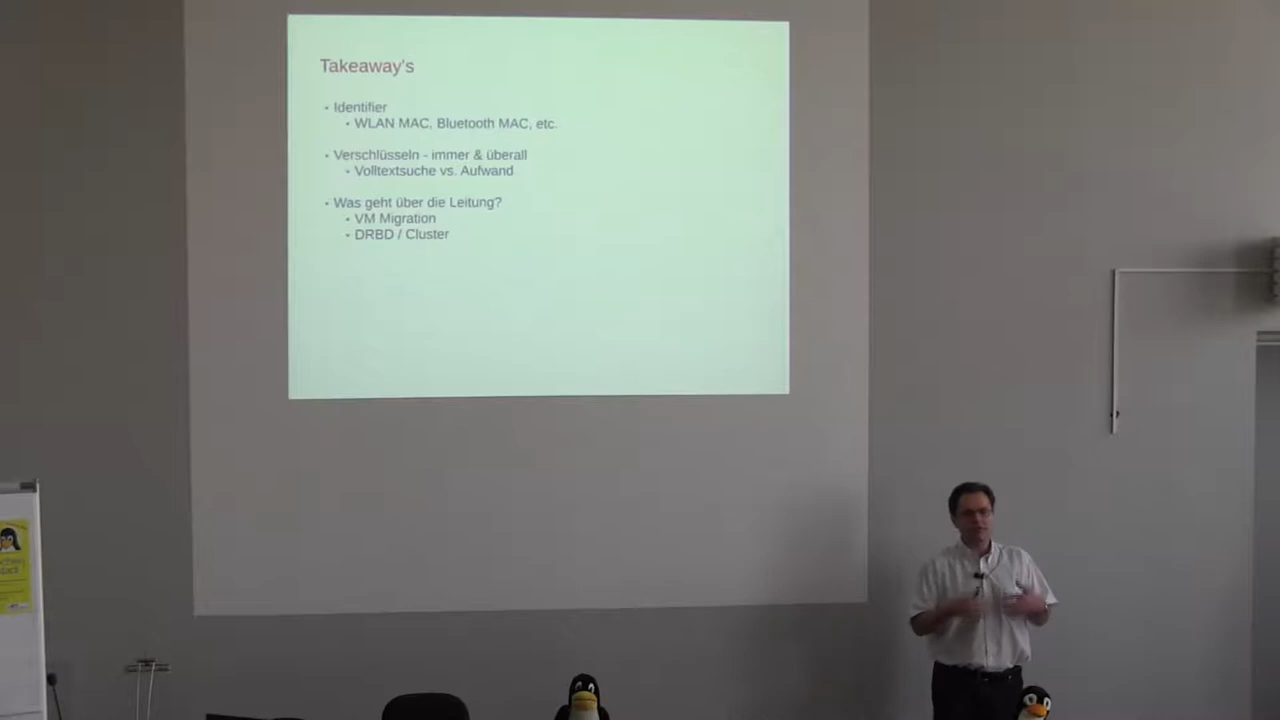 Takeaway's
• Identifier
• WLAN MAC, Bluetooth MAC, etc.
• Verschlüsseln - immer & überall
• Volltextsuche vs. Aufwand
• Was geht über die Leitung?
• VM Migration
• DRBD / Cluster